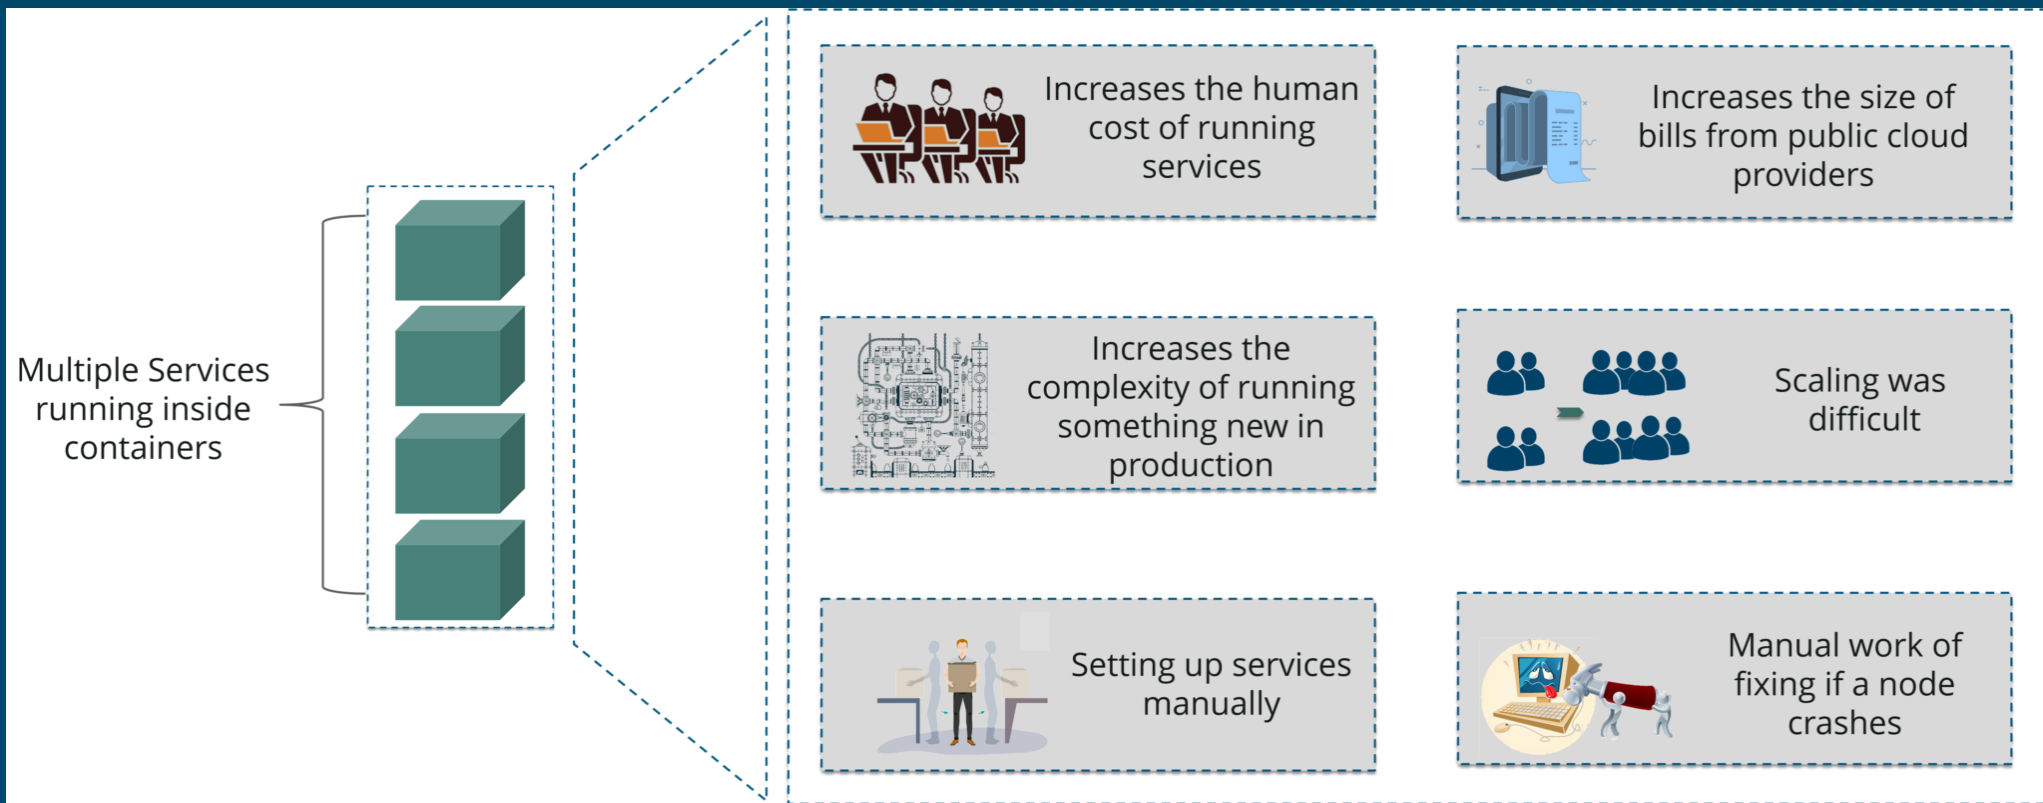 Multiple Services
running inside
containers
Increases the human
cost of running
services
Increases the size of
bills from public cloud
providers
Increases the
complexity of running
something new in
production
Scaling was
difficult
Setting up services
manually
Manual work of
fixing if a node
crashes